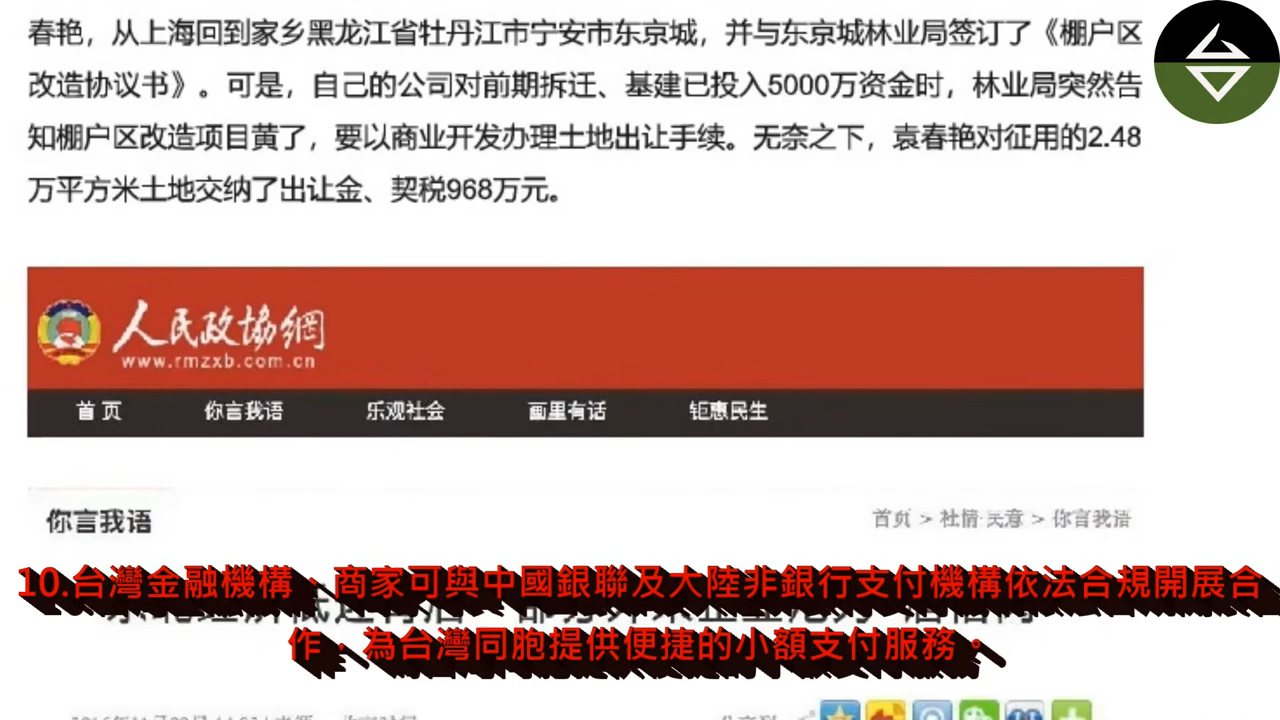 春艳，从上海回到家乡黑龙江省牡丹江市宁安市东京城，并与东京城林业局签订了《棚户区
改造协议书》。可是，自己的公司对前期拆迁、基建已投入5000万资金时，林业局突然告
知棚户区改造项目黄了，要以商业开发办理土地出让手续。无奈之下，袁春艳对征用的2.48
万平方米土地交纳了出让金、契税968万元。
人民政協網
www.rmzxb.com.cn
首页 你言我语 乐观社会 画里有话 钜惠民生
你言我语
首页 > 社情民意 > 你言我语
10.台灣金融機構、商家可與中國銀聯及大陸非銀行支付機構依法合規開展合
作，為台灣同胞提供便捷的小額支付服務。